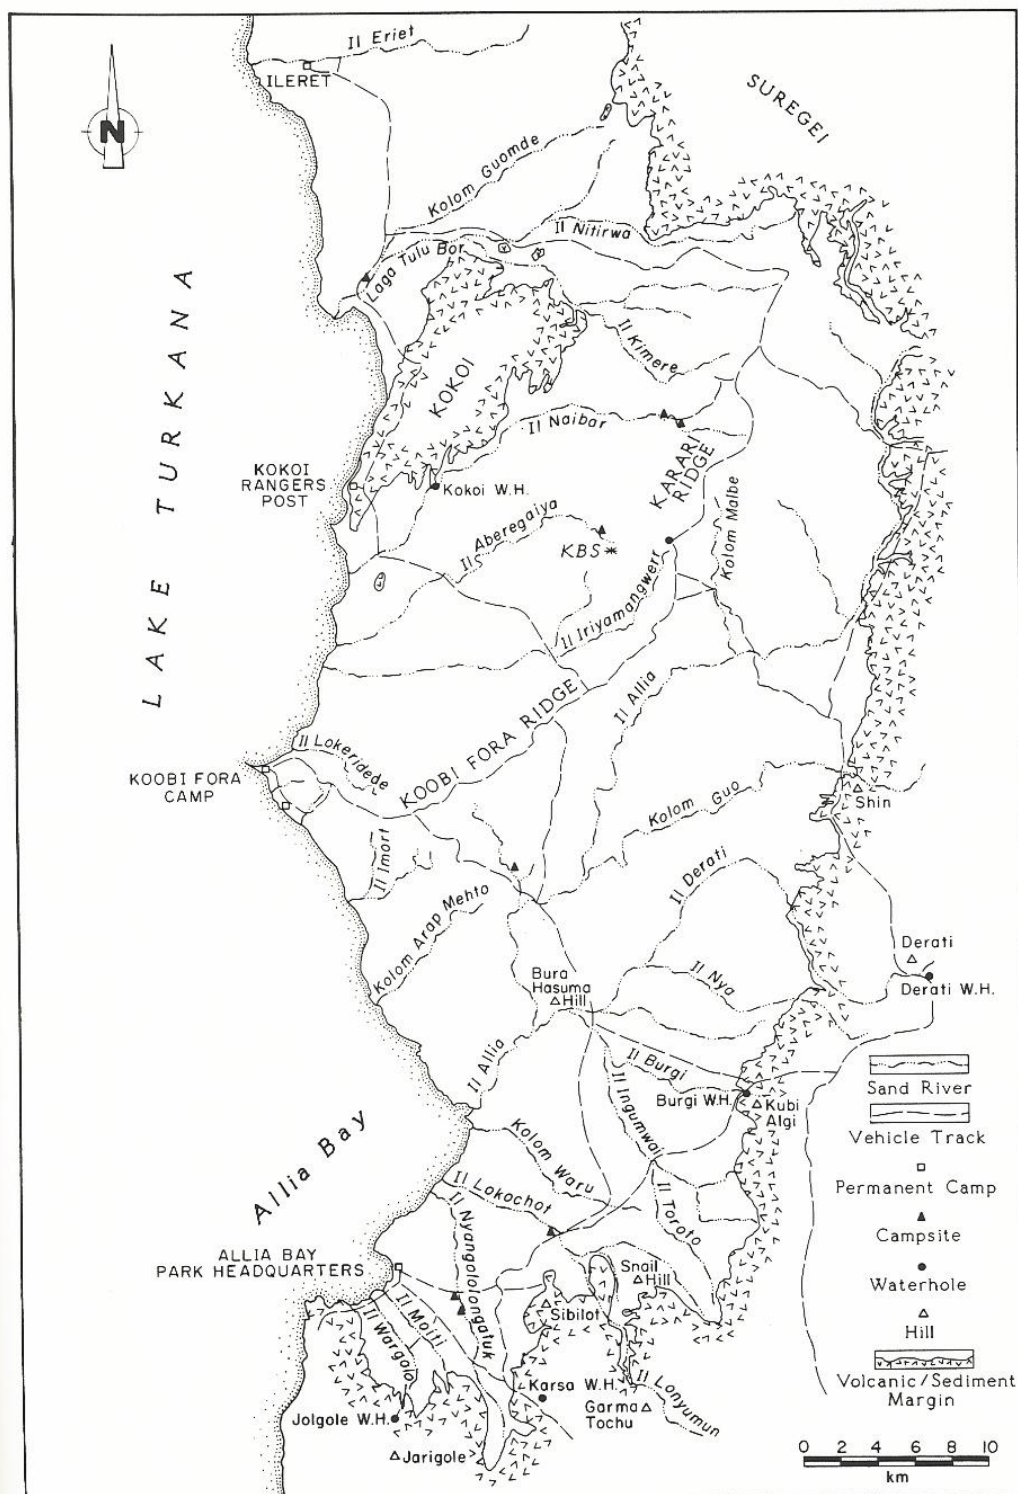 Il Eriet
ILERET
SUREGEI
N
Kolom Guomde
Il Nitirwa
Laga Tulu Bor
LAKE TURKANA
KOKOI
Il Kimere
Il Naibar
KARARI
RIDGE
KOKOI
RANGERS
POST
Kokoi W.H.
Il Aberegaiya
KBS
Kolom Malbe
Il Iriyamangwerr
Il Allia
KOOBI FORA RIDGE
Il Lokeridede
KOOBI FORA
CAMP
Kolom Guo
Shin
Il Imort
Il Derati
Kolom Arap Mehto
Derati
Bura
Hasuma
Hill
Il Nya
Derati W.H.
Il Allia
Il Burgi
Burgi W.H.
Kubi
Algi
Il Ingumwai
Allia Bay
Kolom Waru
Il Lokochot
Il Toroto
Il Nyangololongatuk
ALLIA BAY
PARK HEADQUARTERS
Snail
Hill
Sibilot
Il Moiti
Il Wargolo
Karsa W.H.
Il Lonyumun
Garma
Tochu
Jolgole W.H.
Jarigole
Sand River
Vehicle Track
Permanent Camp
Campsite
Waterhole
Hill
Volcanic/Sediment
Margin
0 2 4 6 8 10
km